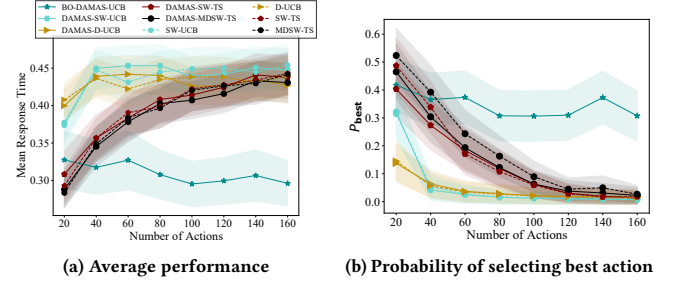 BO-DAMAS-UCB DAMAS-SW-TS D-UCB
DAMAS-SW-UCB DAMAS-MDSW-TS SW-TS
DAMAS-D-UCB SW-UCB MDSW-TS
Mean Response Time
0.45
0.40
0.35
0.30
20 40 60 80 100 120 140 160
Number of Actions
(a) Average performance
Pbest
0.6
0.5
0.4
0.3
0.2
0.1
0.0
20 40 60 80 100 120 140 160
Number of Actions
(b) Probability of selecting best action